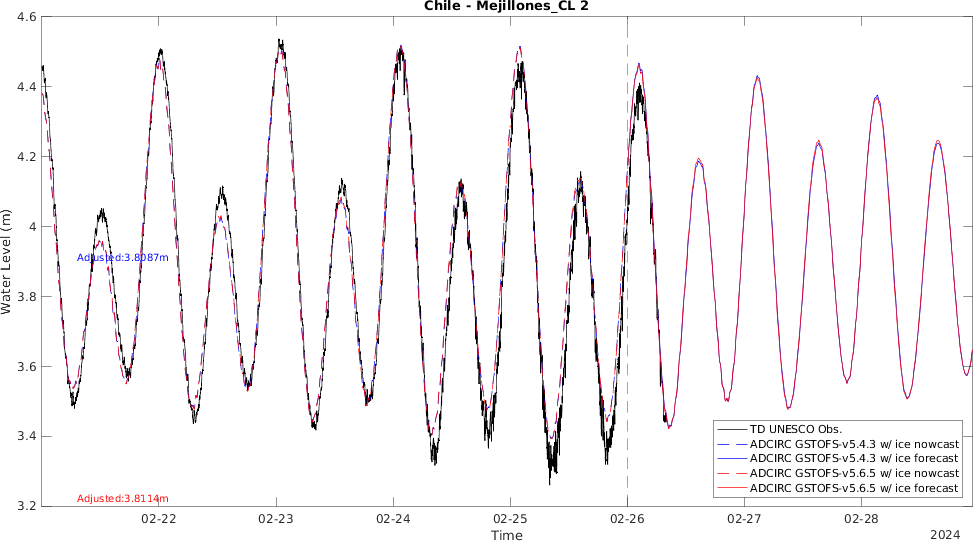 Chile - Mejillones_CL 2
4.6
4.4
4.2
4
3.8
3.6
3.4
3.2
Water Level (m)
Adjusted:3.8087m
Adjusted:3.8114m
TD UNESCO Obs.
ADCIRC GSTOFS-v5.4.3 w/ ice nowcast
ADCIRC GSTOFS-v5.4.3 w/ ice forecast
ADCIRC GSTOFS-v5.6.5 w/ ice nowcast
ADCIRC GSTOFS-v5.6.5 w/ ice forecast
02-22 02-23 02-24 02-25 02-26 02-27 02-28
Time
2024